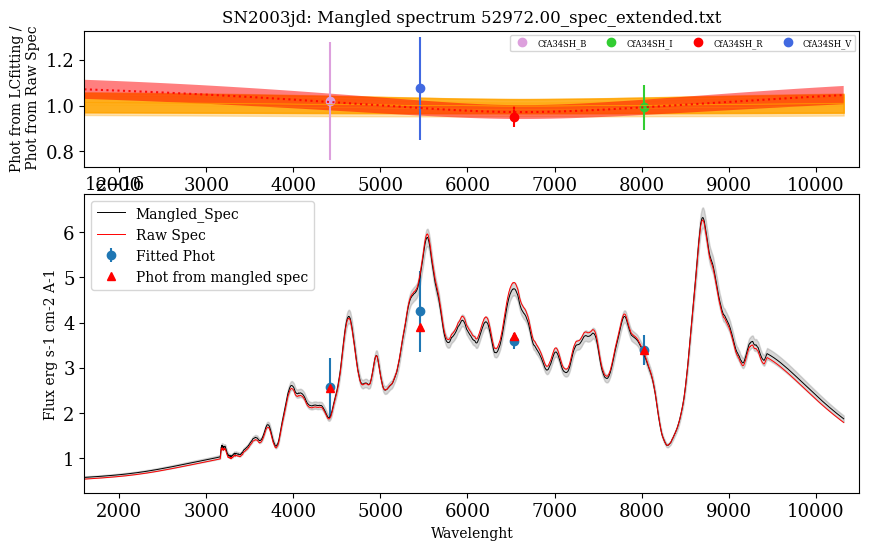 SN2003jd: Mangled spectrum 52972.00_spec_extended.txt
Phot from LCfitting /
Phot from Raw Spec
CfA34SH_B CfA34SH_I CfA34SH_R CfA34SH_V
1.2
1.0
0.8
2000 3000 4000 5000 6000 7000 8000 9000 10000
1e−16
Mangled_Spec
Raw Spec
Fitted Phot
Phot from mangled spec
Flux erg s-1 cm-2 A-1
6
5
4
3
2
1
2000 3000 4000 5000 6000 7000 8000 9000 10000
Wavelenght